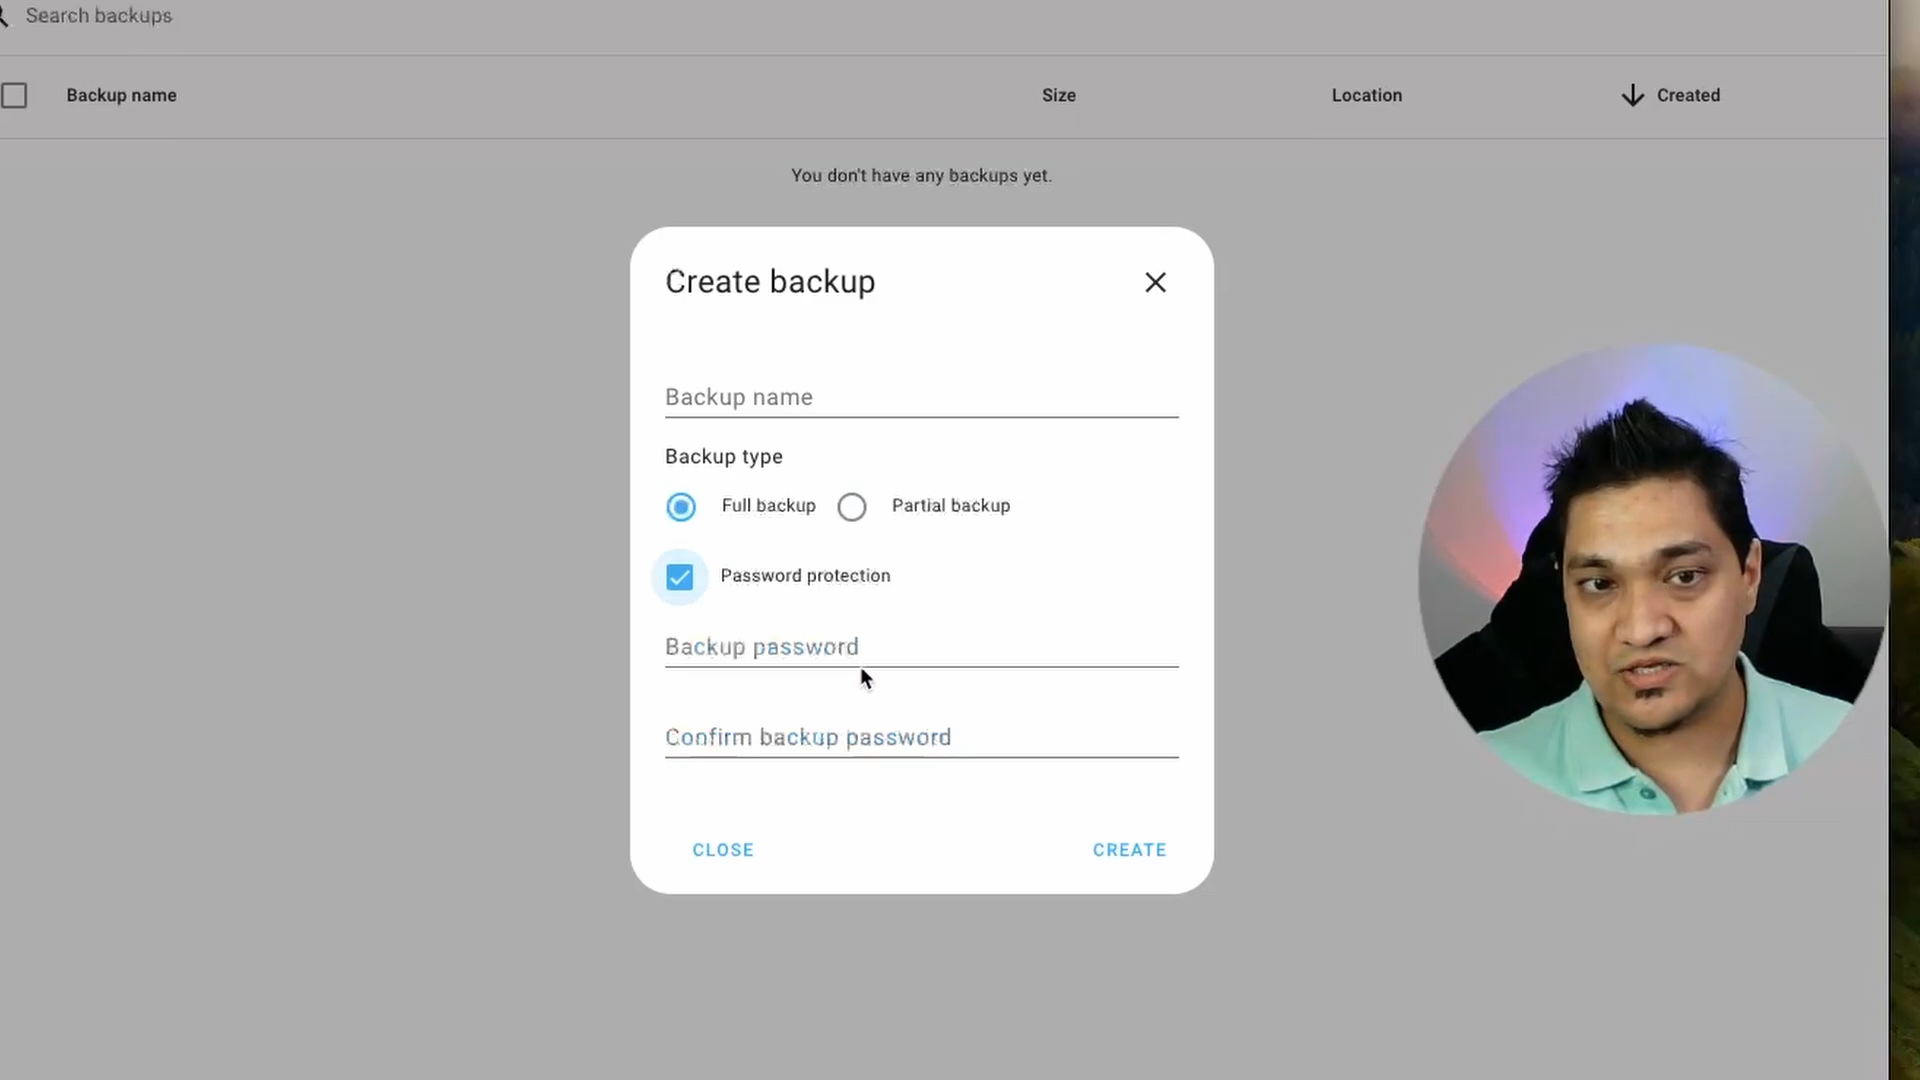 Search backups
Backup name Size Location Created
You don't have any backups yet.
Create backup
Backup name
Backup type
Full backup Partial backup
Password protection
Backup password
Confirm backup password
CLOSE CREATE